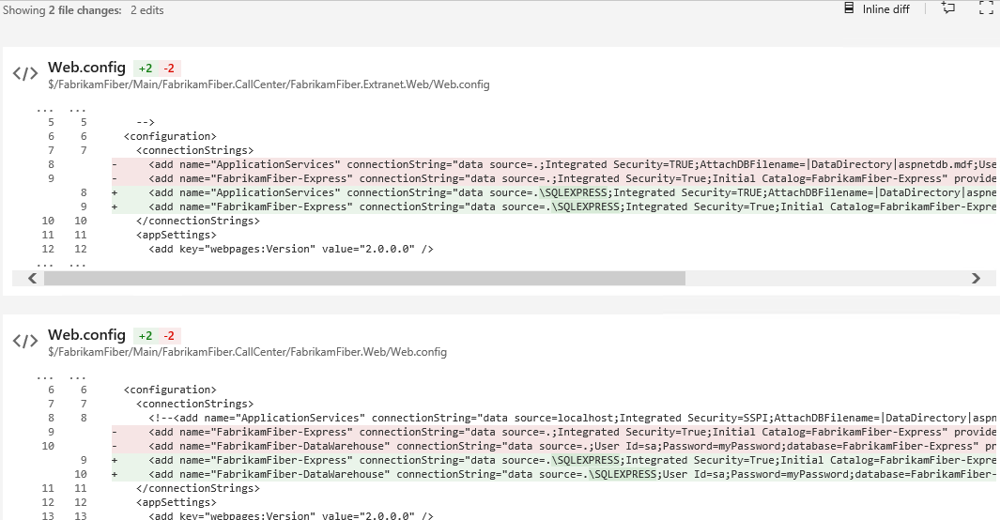 Showing 2 file changes: 2 edits
Inline diff
Web.config +2 -2
$/FabrikamFiber/Main/FabrikamFiber.CallCenter/FabrikamFiber.Extranet.Web/Web.config
... ...
5 5 -->
6 6 <configuration>
7 7 <connectionStrings>
8 - <add name="ApplicationServices" connectionString="data source=.;Integrated Security=TRUE;AttachDBFilename=|DataDirectory|aspnetdb.mdf;Use
9 - <add name="FabrikamFiber-Express" connectionString="data source=.;Integrated Security=True;Initial Catalog=FabrikamFiber-Express" provide
8 + <add name="ApplicationServices" connectionString="data source=.\SQLEXPRESS;Integrated Security=TRUE;AttachDBFilename=|DataDirectory|aspne
9 + <add name="FabrikamFiber-Express" connectionString="data source=.\SQLEXPRESS;Integrated Security=True;Initial Catalog=FabrikamFiber-Expre
10 10 </connectionStrings>
11 11 <appSettings>
12 12 <add key="webpages:Version" value="2.0.0.0" />
... ...
Web.config +2 -2
$/FabrikamFiber/Main/FabrikamFiber.CallCenter/FabrikamFiber.Web/Web.config
... ...
6 6 <configuration>
7 7 <connectionStrings>
8 8 <!--<add name="ApplicationServices" connectionString="data source=localhost;Integrated Security=SSPI;AttachDBFilename=|DataDirectory|aspn
9 - <add name="FabrikamFiber-Express" connectionString="data source=.;Integrated Security=True;Initial Catalog=FabrikamFiber-Express" provide
10 - <add name="FabrikamFiber-DataWarehouse" connectionString="data source=.;User Id=sa;Password=myPassword;database=FabrikamFiber-Express" pr
9 + <add name="FabrikamFiber-Express" connectionString="data source=.\SQLEXPRESS;Integrated Security=True;Initial Catalog=FabrikamFiber-Expre
10 + <add name="FabrikamFiber-DataWarehouse" connectionString="data source=.\SQLEXPRESS;User Id=sa;Password=myPassword;database=FabrikamFiber-
11 11 </connectionStrings>
12 12 <appSettings>
13 13 <add key="webpages:Version" value="2.0.0.0" />